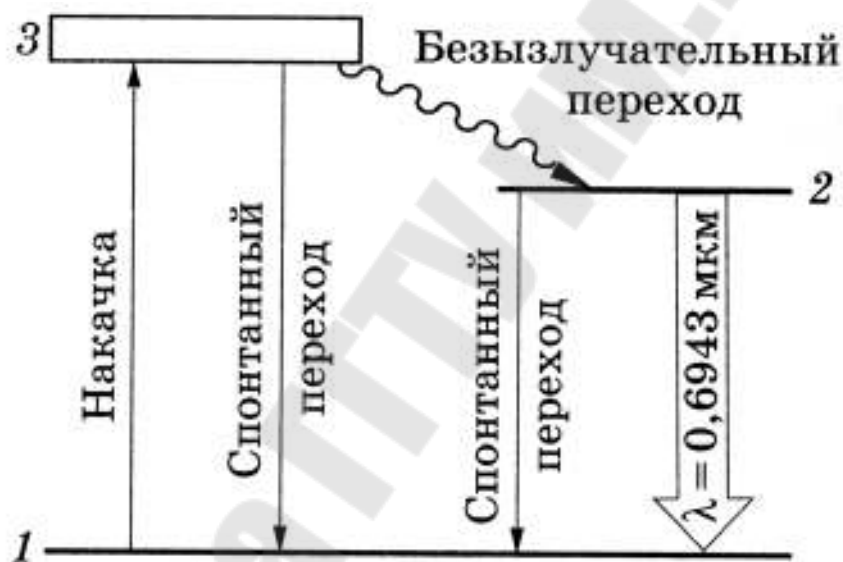 3
Безызлучательный
переход
2
Накачка
Спонтанный
переход
Спонтанный
переход
λ = 0,6943 мкм
1